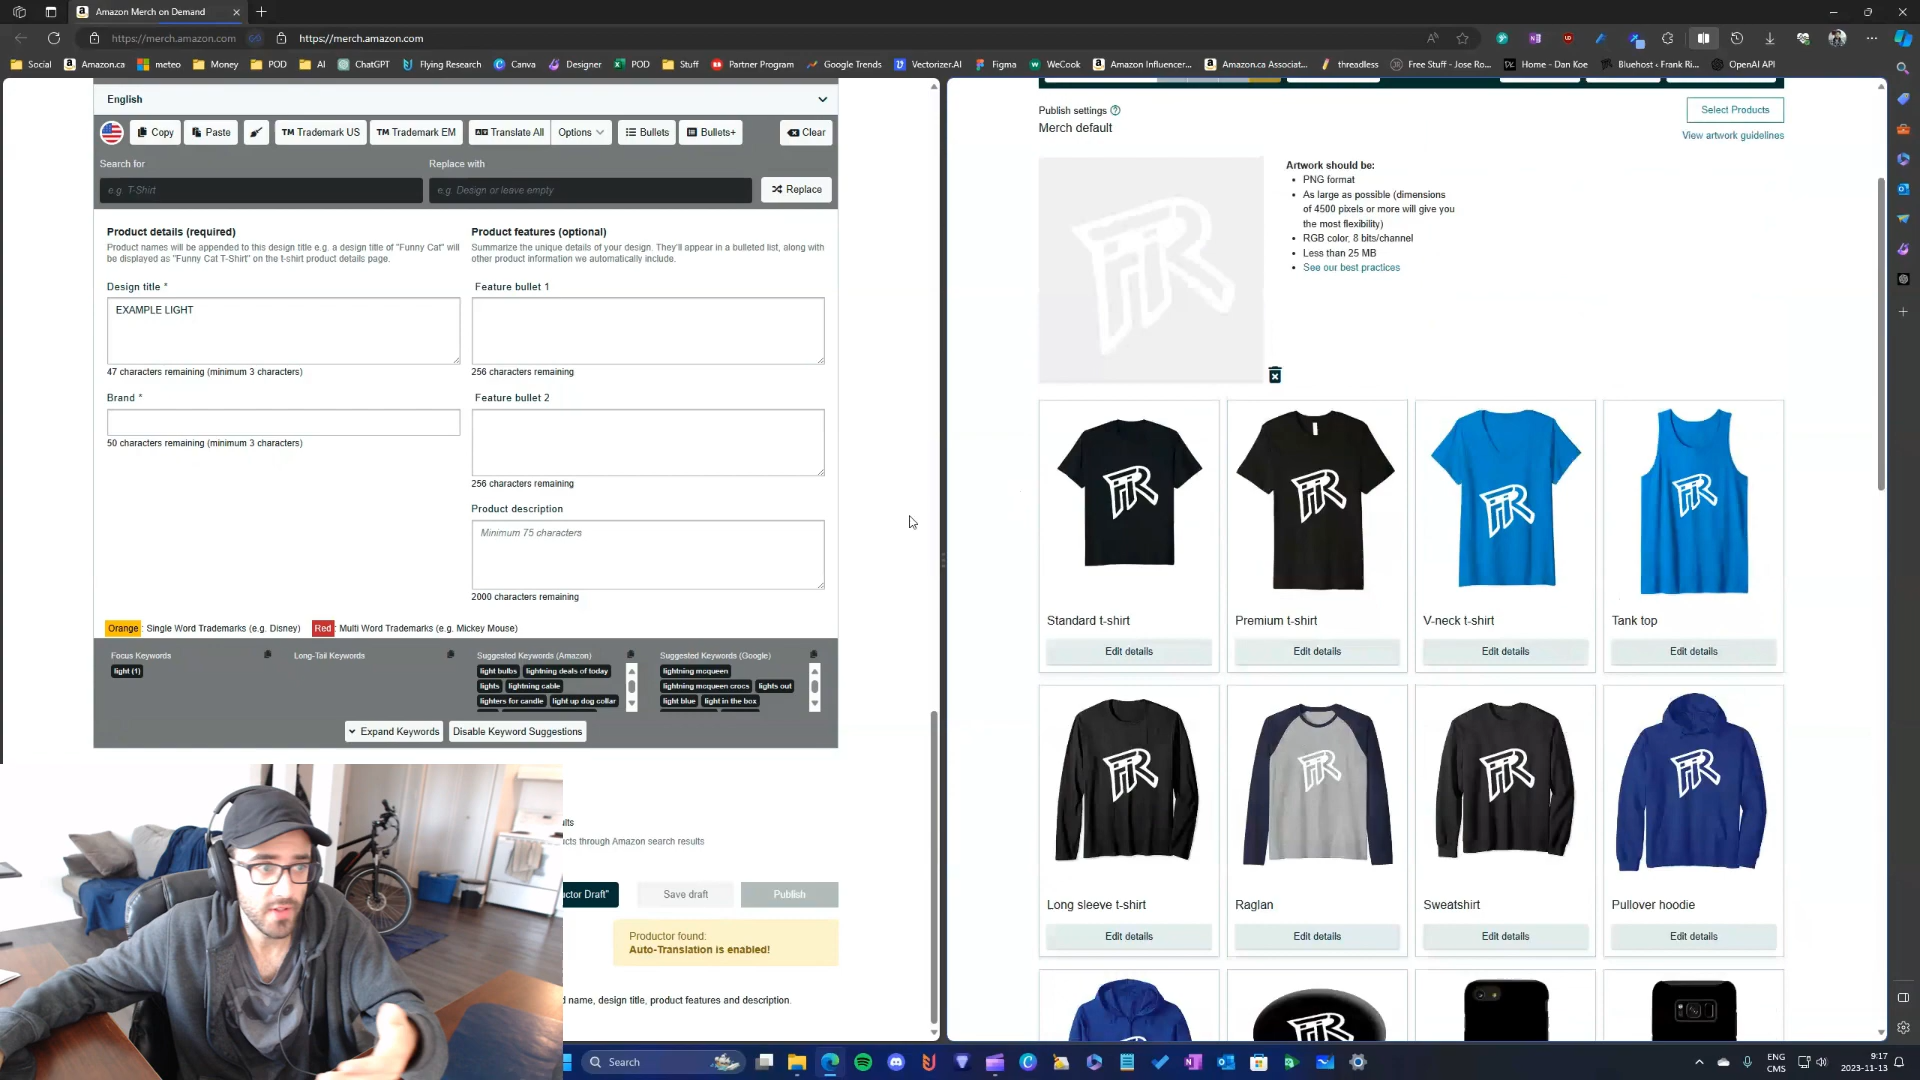 Amazon Merch on Demand
https://merch.amazon.com
https://merch.amazon.com
Social
Amazon.ca
meteo
Money
POD
AI
ChatGPT
Flying Research
Canva
Designer
POD
Stuff
Partner Program
Google Trends
Vectorizer.AI
Figma
WeCook
Amazon Influencer...
Amazon.ca Associat...
threadless
Free Stuff - Jose Ro...
Home - Dan Koe
Bluehost ‹ Frank Ri...
OpenAI API
English
Copy
Paste
TM Trademark US
TM Trademark EM
Translate All
Options
Bullets
Bullets+
Clear
Search for
Replace with
e.g. T-Shirt
e.g. Design or leave empty
Replace
Product details (required)
Product names will be appended to this design title e.g. a design title of "Funny Cat" will
be displayed as "Funny Cat T-Shirt" on the t-shirt product details page.
Product features (optional)
Summarize the unique details of your design. They'll appear in a bulleted list, along with
other product information we automatically include.
Design title *
EXAMPLE LIGHT
47 characters remaining (minimum 3 characters)
Brand *
50 characters remaining (minimum 3 characters)
Feature bullet 1
256 characters remaining
Feature bullet 2
256 characters remaining
Product description
Minimum 75 characters
2000 characters remaining
Orange: Single Word Trademarks (e.g. Disney)
Red: Multi Word Trademarks (e.g. Mickey Mouse)
Focus Keywords
light (1)
Long-Tail Keywords
Suggested Keywords (Amazon)
light bulbs
lightning deals of today
lights
lightning cable
lighters for candle
light up dog collar
Suggested Keywords (Google)
lightning mcqueen
lightning mcqueen crocs
lights out
light blue
light in the box
Expand Keywords
Disable Keyword Suggestions
lts
cts through Amazon search results
ctor Draft"
Save draft
Publish
Productor found:
Auto-Translation is enabled!
d name, design title, product features and description.
Publish settings
Merch default
Select Products
View artwork guidelines
Artwork should be:
PNG format
As large as possible (dimensions
of 4500 pixels or more will give you
the most flexibility)
RGB color, 8 bits/channel
Less than 25 MB
See our best practices
Standard t-shirt
Premium t-shirt
V-neck t-shirt
Tank top
Edit details
Edit details
Edit details
Edit details
Long sleeve t-shirt
Raglan
Sweatshirt
Pullover hoodie
Edit details
Edit details
Edit details
Edit details
Search
ENG
CMS
9:17
2023-11-13